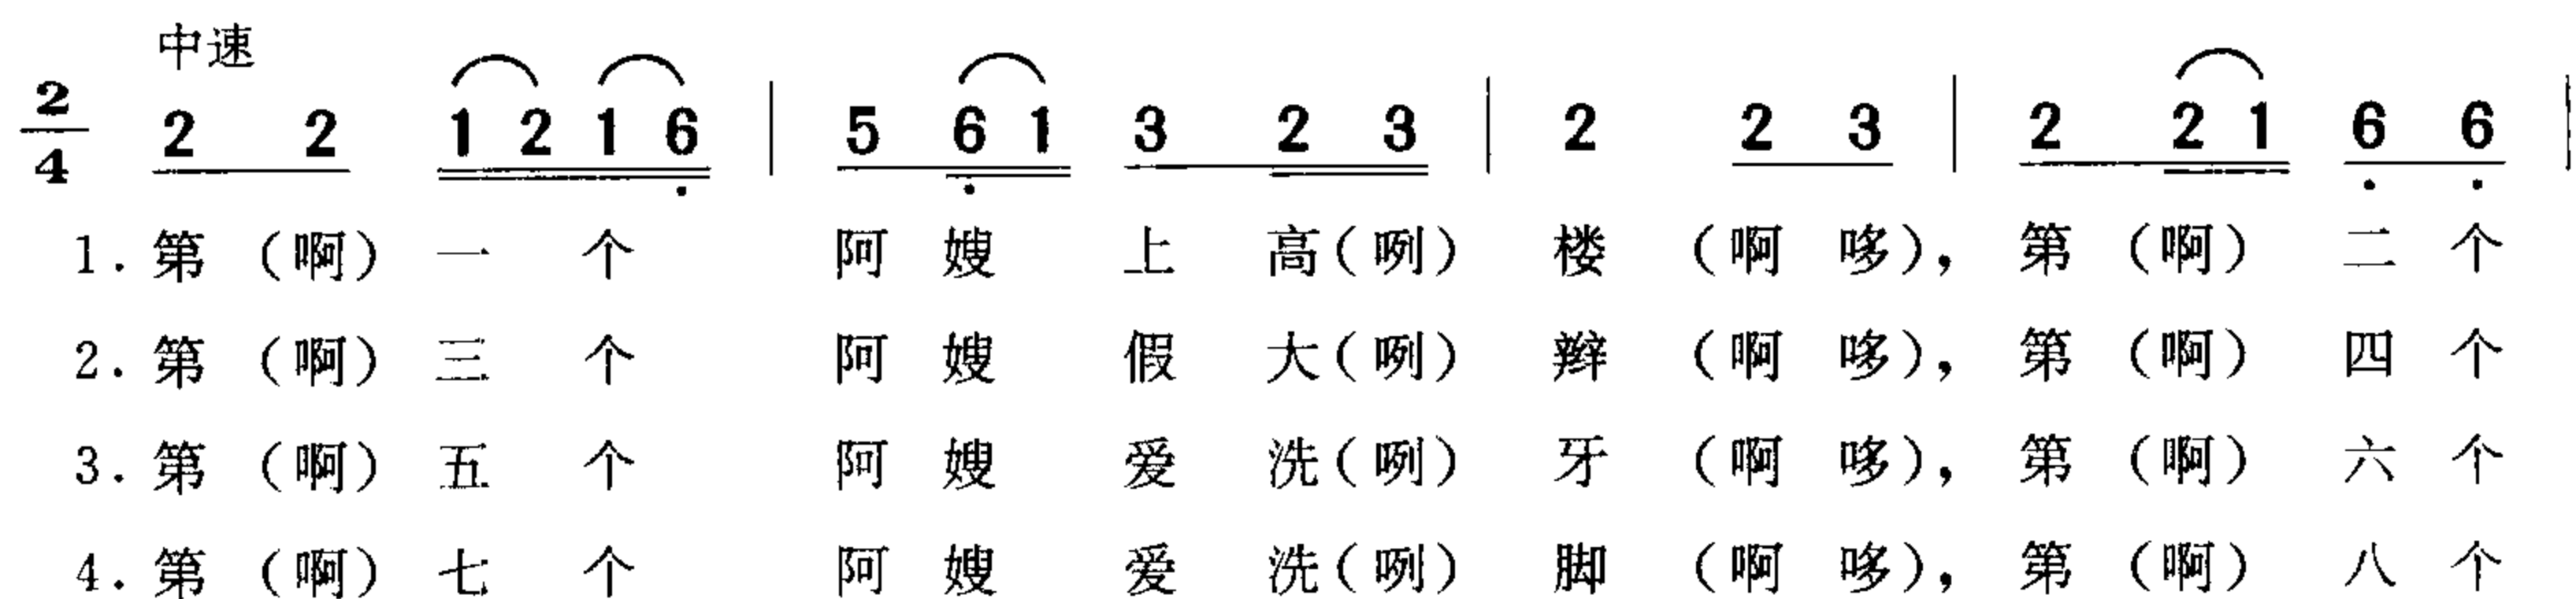 中速
2/4 2 2 1 2 1 6 | 5 6 1 3 2 3 | 2 2 3 | 2 2 1 6 6 |
1. 第 (啊) 一 个 阿 嫂 上 高(咧) 楼 (啊 哆), 第 (啊) 二 个
2. 第 (啊) 三 个 阿 嫂 假 大(咧) 辫 (啊 哆), 第 (啊) 四 个
3. 第 (啊) 五 个 阿 嫂 爱 洗(咧) 牙 (啊 哆), 第 (啊) 六 个
4. 第 (啊) 七 个 阿 嫂 爱 洗(咧) 脚 (啊 哆), 第 (啊) 八 个